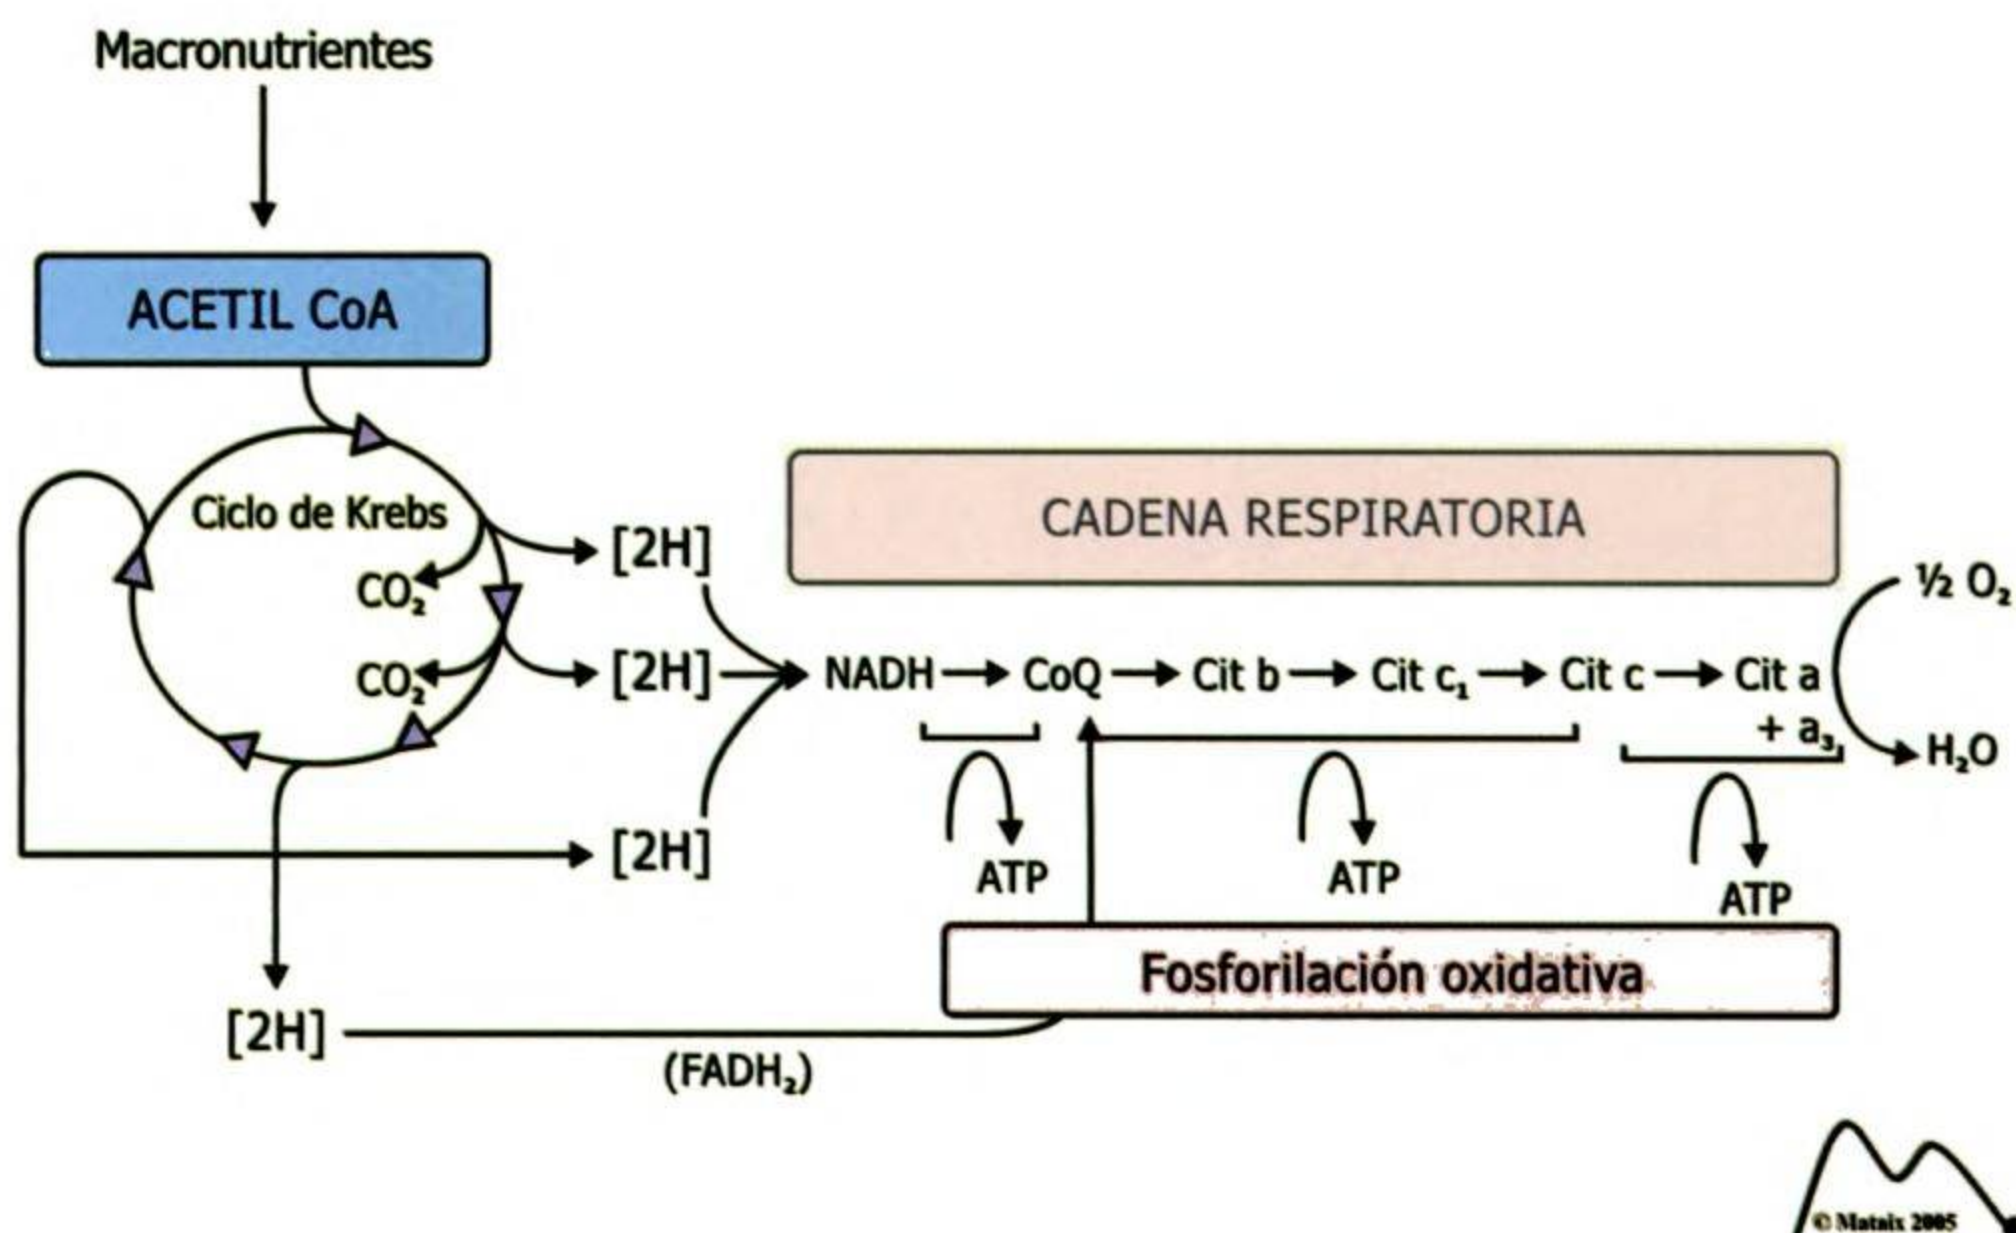 Macronutrientes
ACETIL CoA
Ciclo de Krebs
CO₂
CO₂
[2H]
[2H]
[2H]
[2H]
(FADH₂)
CADENA RESPIRATORIA
NADH → CoQ → Cit b → Cit c₁ → Cit c → Cit a
+ a₃
½ O₂
H₂O
ATP
ATP
ATP
Fosforilación oxidativa
© Mataix 2005